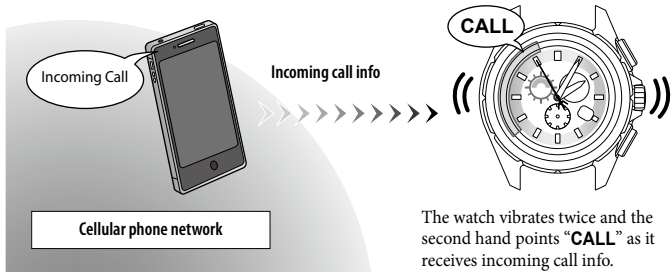 CALL
Incoming Call
Incoming call info
Cellular phone network
The watch vibrates twice and the
second hand points “CALL” as it
receives incoming call info.